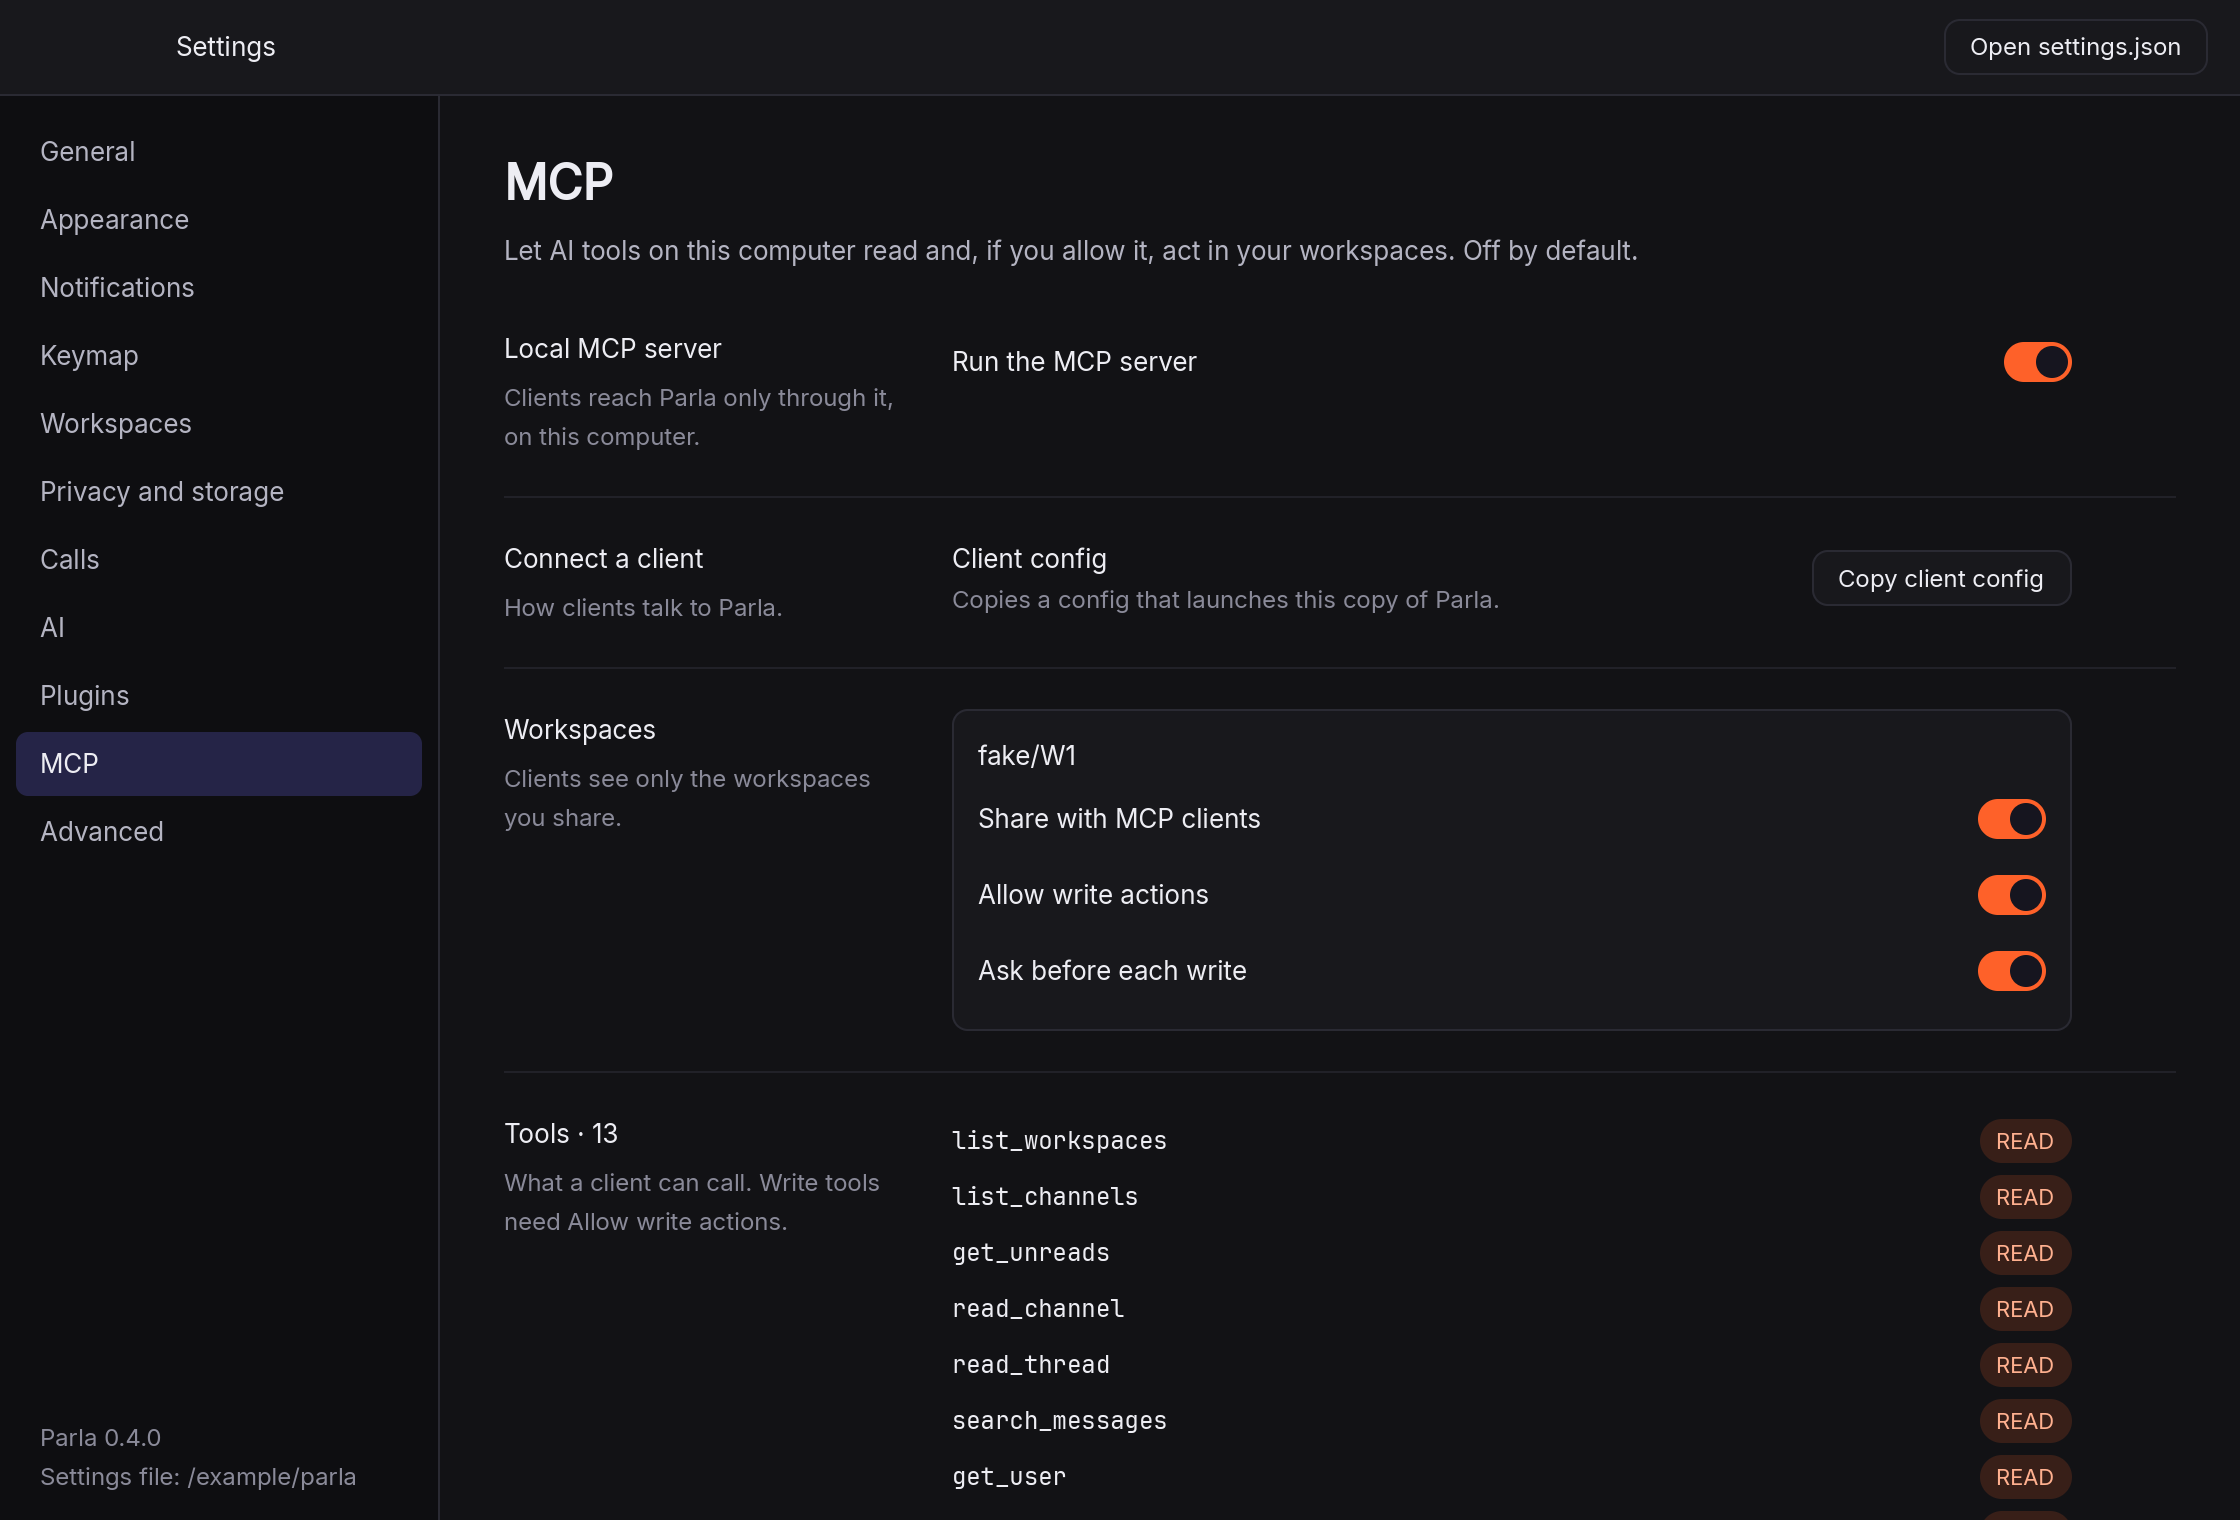 Settings
Open settings.json
General
Appearance
Notifications
Keymap
Workspaces
Privacy and storage
Calls
AI
Plugins
MCP
Advanced
Parla 0.4.0
Settings file: /example/parla
MCP
Let AI tools on this computer read and, if you allow it, act in your workspaces. Off by default.
Local MCP server
Clients reach Parla only through it,
on this computer.
Run the MCP server
Connect a client
How clients talk to Parla.
Client config
Copies a config that launches this copy of Parla.
Copy client config
Workspaces
Clients see only the workspaces
you share.
fake/W1
Share with MCP clients
Allow write actions
Ask before each write
Tools · 13
What a client can call. Write tools
need Allow write actions.
list_workspaces READ
list_channels READ
get_unreads READ
read_channel READ
read_thread READ
search_messages READ
get_user READ